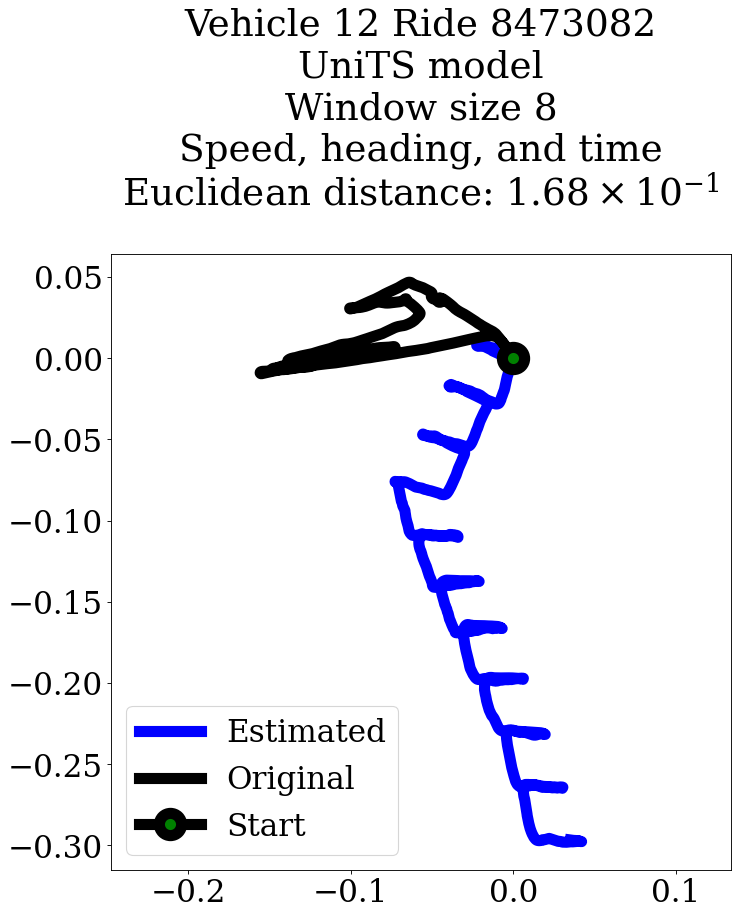 Vehicle 12 Ride 8473082
UniTS model
Window size 8
Speed, heading, and time
Euclidean distance: 1.68 × 10⁻¹
0.05
0.00
−0.05
−0.10
−0.15
−0.20
−0.25
−0.30
Estimated
Original
Start
−0.2
−0.1
0.0
0.1